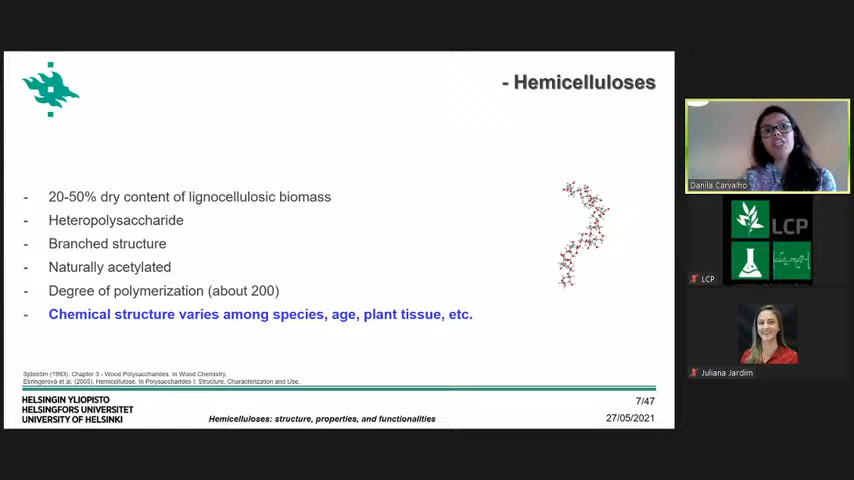 - Hemicelluloses
- 20-50% dry content of lignocellulosic biomass
- Heteropolysaccharide
- Branched structure
- Naturally acetylated
- Degree of polymerization (about 200)
- Chemical structure varies among species, age, plant tissue, etc.
Sjöström (1993). Chapter 3 - Wood Polysaccharides. In Wood Chemistry.
Ebringerová et al. (2005). Hemicellulose. In Polysaccharides I: Structure, Characterization and Use.
HELSINGIN YLIOPISTO
HELSINGFORS UNIVERSITET
UNIVERSITY OF HELSINKI
Hemicelluloses: structure, properties, and functionalities
7/47
27/05/2021
Danila Carvalho
LCP
LCP
Juliana Jardim